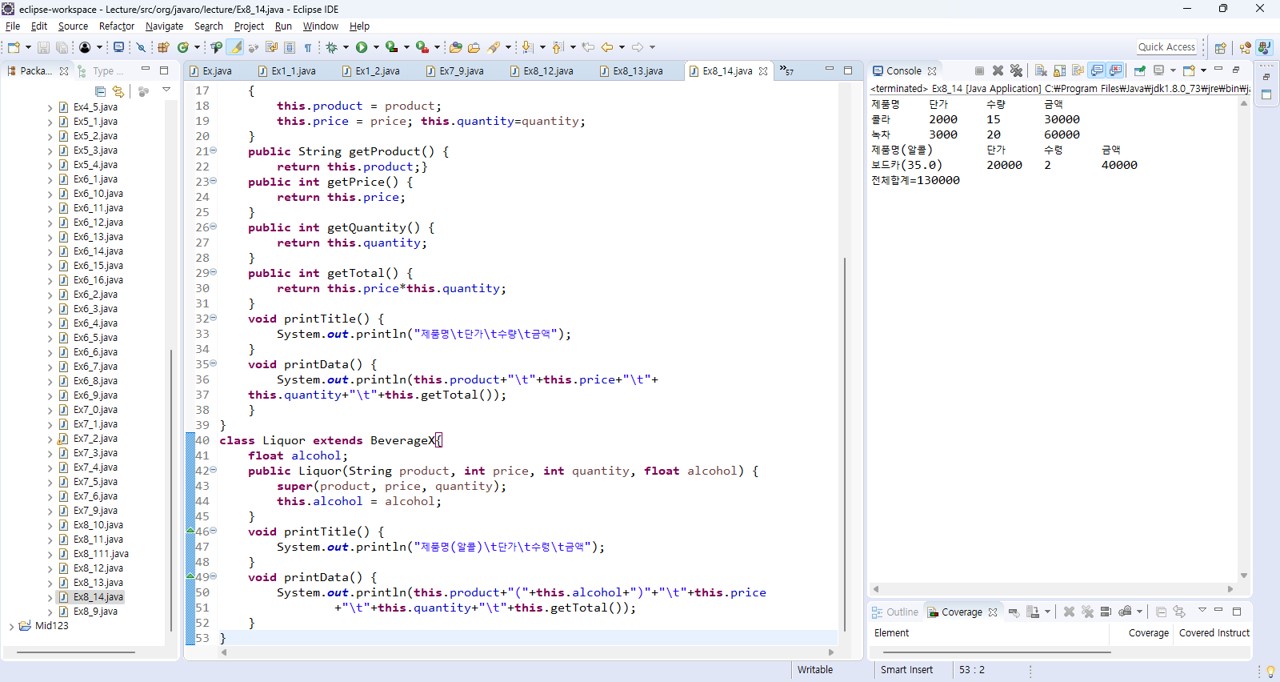 eclipse-workspace - Lecture/src/org/javaro/lecture/Ex8_14.java - Eclipse IDE
File Edit Source Refactor Navigate Search Project Run Window Help
Quick Access
Packa...
Type ...
Ex4_5.java
Ex5_1.java
Ex5_2.java
Ex5_3.java
Ex5_4.java
Ex6_1.java
Ex6_10.java
Ex6_11.java
Ex6_12.java
Ex6_13.java
Ex6_14.java
Ex6_15.java
Ex6_16.java
Ex6_2.java
Ex6_3.java
Ex6_4.java
Ex6_5.java
Ex6_6.java
Ex6_7.java
Ex6_8.java
Ex6_9.java
Ex7_0.java
Ex7_1.java
Ex7_2.java
Ex7_3.java
Ex7_4.java
Ex7_5.java
Ex7_6.java
Ex7_9.java
Ex8_10.java
Ex8_11.java
Ex8_111.java
Ex8_12.java
Ex8_13.java
Ex8_14.java
Ex8_9.java
Mid123
Ex.java Ex1_1.java Ex1_2.java Ex7_9.java Ex8_12.java Ex8_13.java Ex8_14.java »57
17 {
18 this.product = product;
19 this.price = price; this.quantity=quantity;
20 }
21 public String getProduct() {
22 return this.product;}
23 public int getPrice() {
24 return this.price;
25 }
26 public int getQuantity() {
27 return this.quantity;
28 }
29 public int getTotal() {
30 return this.price*this.quantity;
31 }
32 void printTitle() {
33 System.out.println("제품명\t단가\t수량\t금액");
34 }
35 void printData() {
36 System.out.println(this.product+"\t"+this.price+"\t"+
37 this.quantity+"\t"+this.getTotal());
38 }
39 }
40 class Liquor extends BeverageX{
41 float alcohol;
42 public Liquor(String product, int price, int quantity, float alcohol) {
43 super(product, price, quantity);
44 this.alcohol = alcohol;
45 }
46 void printTitle() {
47 System.out.println("제품명(알콜)\t단가\t수령\t금액");
48 }
49 void printData() {
50 System.out.println(this.product+"("+this.alcohol+")"+"\t"+this.price
51 +"\t"+this.quantity+"\t"+this.getTotal());
52 }
53 }
Console
<terminated> Ex8_14 [Java Application] C:₩Program Files₩Java₩jdk1.8.0_73₩jre₩bin₩j
제품명 단가 수량 금액
콜라 2000 15 30000
녹차 3000 20 60000
제품명(알콜) 단가 수령 금액
보드카(35.0) 20000 2 40000
전체합계=130000
Outline Coverage
Element Coverage Covered Instruct
Writable Smart Insert 53 : 2